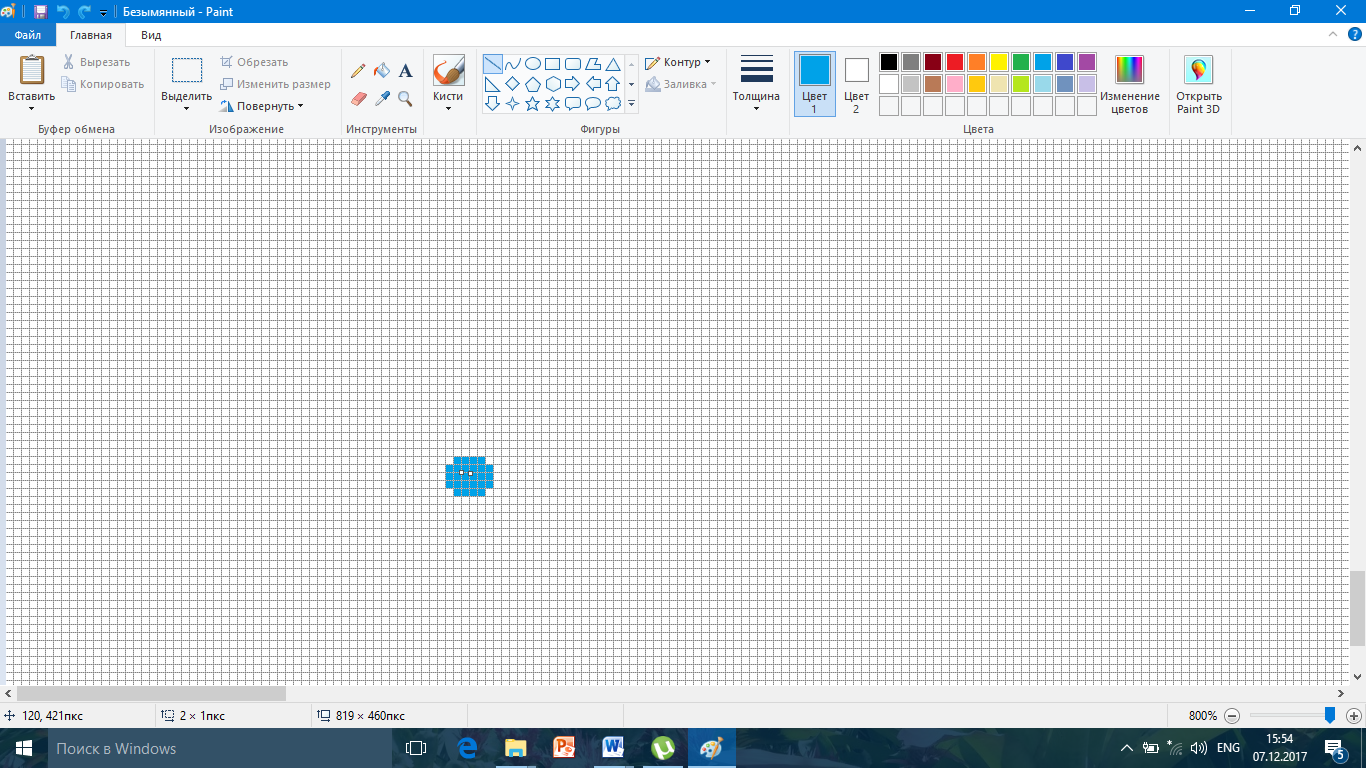 Безымянный - Paint
Файл Главная Вид
Вставить
Вырезать
Копировать
Буфер обмена
Выделить
Обрезать
Изменить размер
Повернуть
Изображение
A
Инструменты
Кисти
Контур
Заливка
Фигуры
Толщина
Цвет
1
Цвет
2
Изменение
цветов
Цвета
Открыть
Paint 3D
120, 421пкс 2 × 1пкс 819 × 460пкс 800%
Поиск в Windows
ENG
15:54
07.12.2017
5